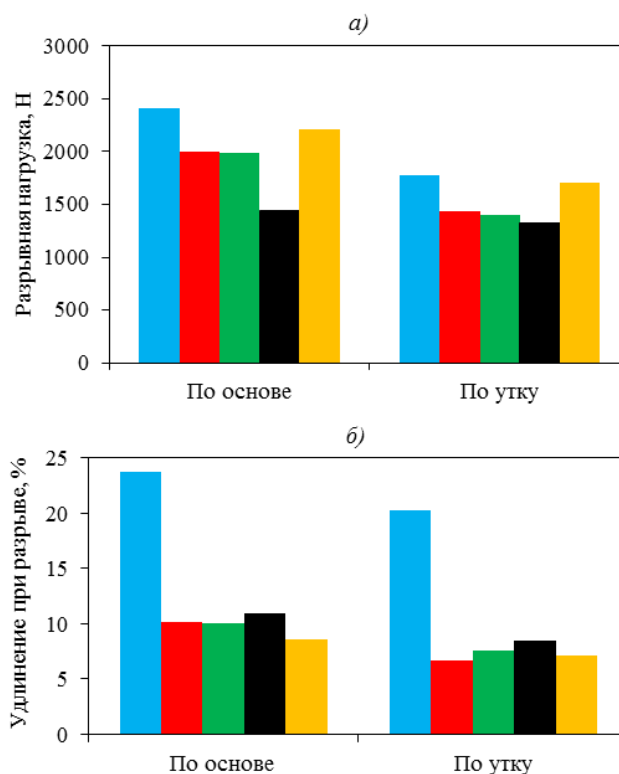 а)
Разрывная нагрузка, Н
3000
2500
2000
1500
1000
500
0
По основе
По утку
б)
Удлинение при разрыве, %
25
20
15
10
5
0
По основе
По утку